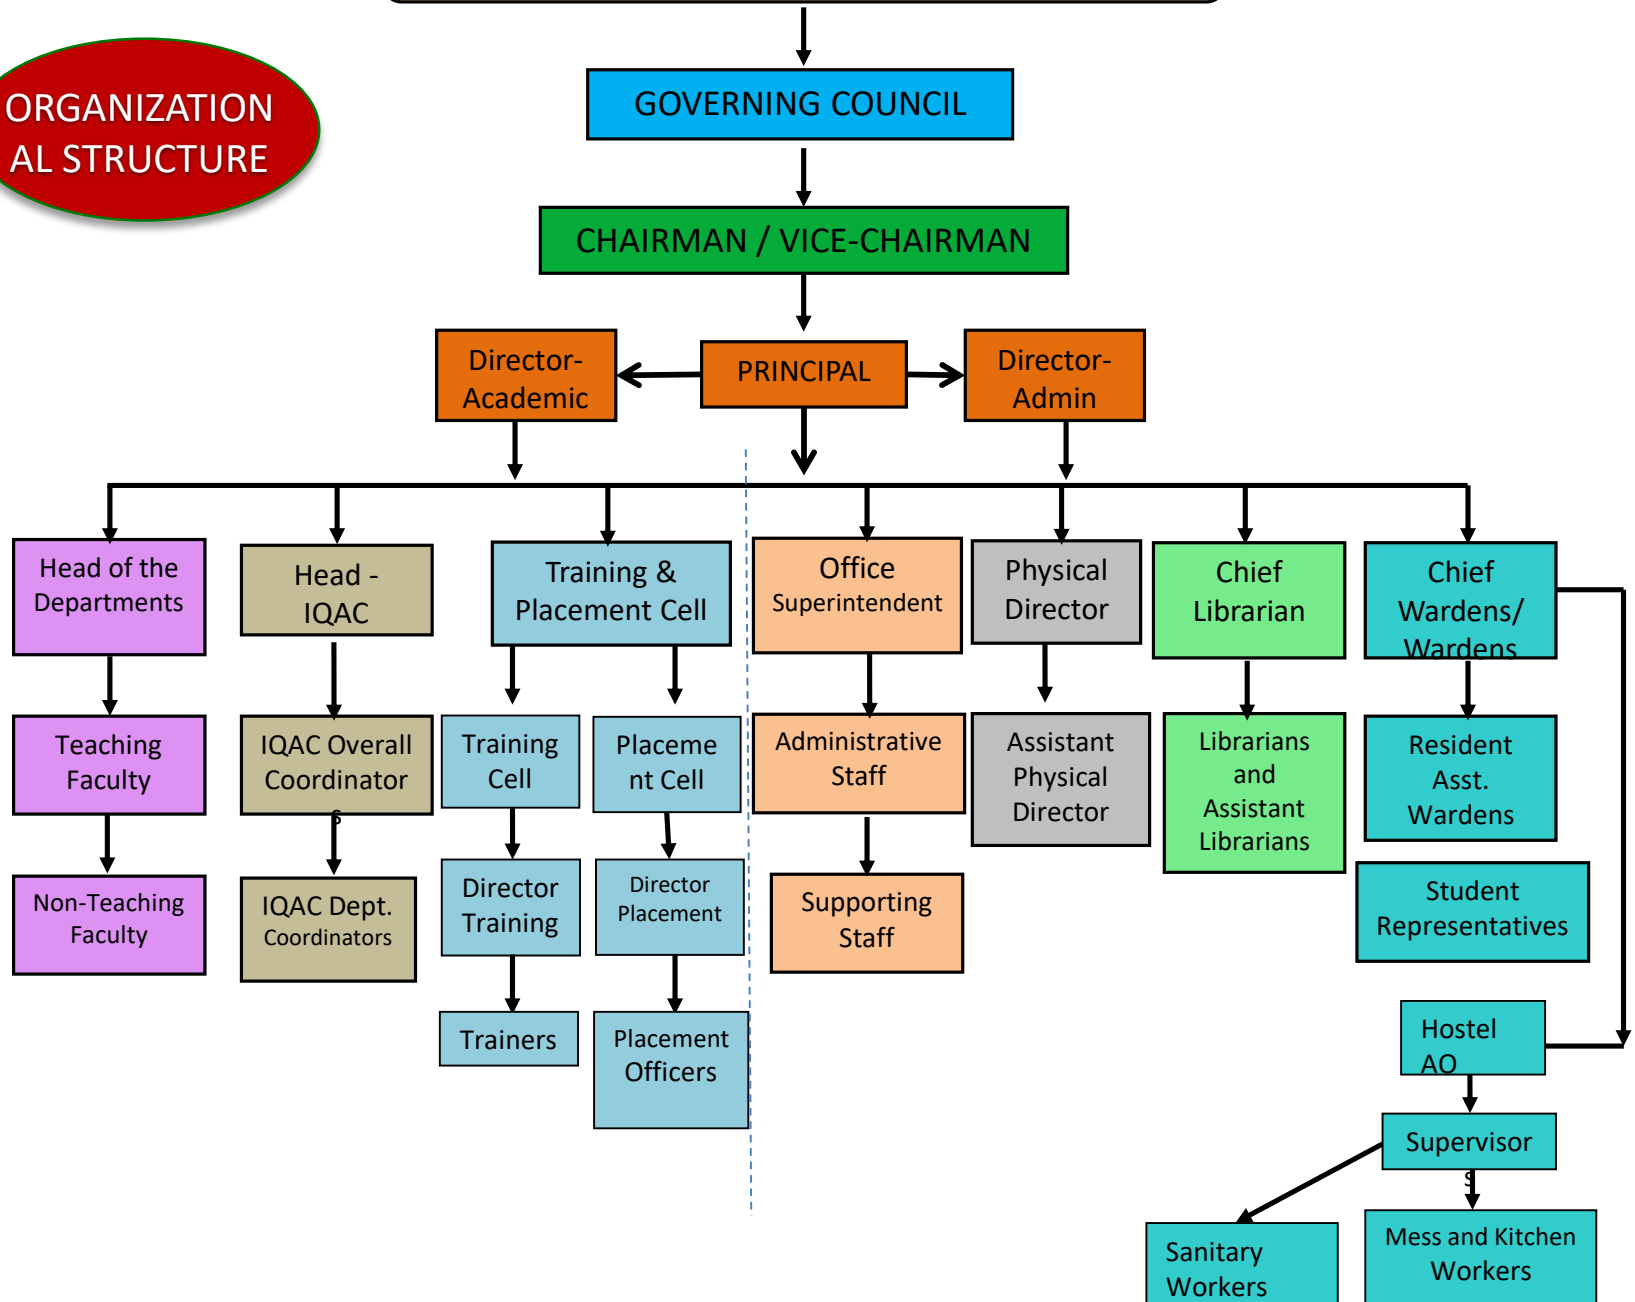 ORGANIZATION
AL STRUCTURE
GOVERNING COUNCIL
CHAIRMAN / VICE-CHAIRMAN
Director-
Academic
PRINCIPAL
Director-
Admin
Head of the
Departments
Head -
IQAC
Training &
Placement Cell
Office
Superintendent
Physical
Director
Chief
Librarian
Chief
Wardens/
Wardens
Teaching
Faculty
IQAC Overall
Coordinator
s
Training
Cell
Placeme
nt Cell
Administrative
Staff
Assistant
Physical
Director
Librarians
and
Assistant
Librarians
Resident
Asst.
Wardens
Non-Teaching
Faculty
IQAC Dept.
Coordinators
Director
Training
Director
Placement
Supporting
Staff
Student
Representatives
Trainers
Placement
Officers
Hostel
AO
Supervisor
s
Sanitary
Workers
Mess and Kitchen
Workers